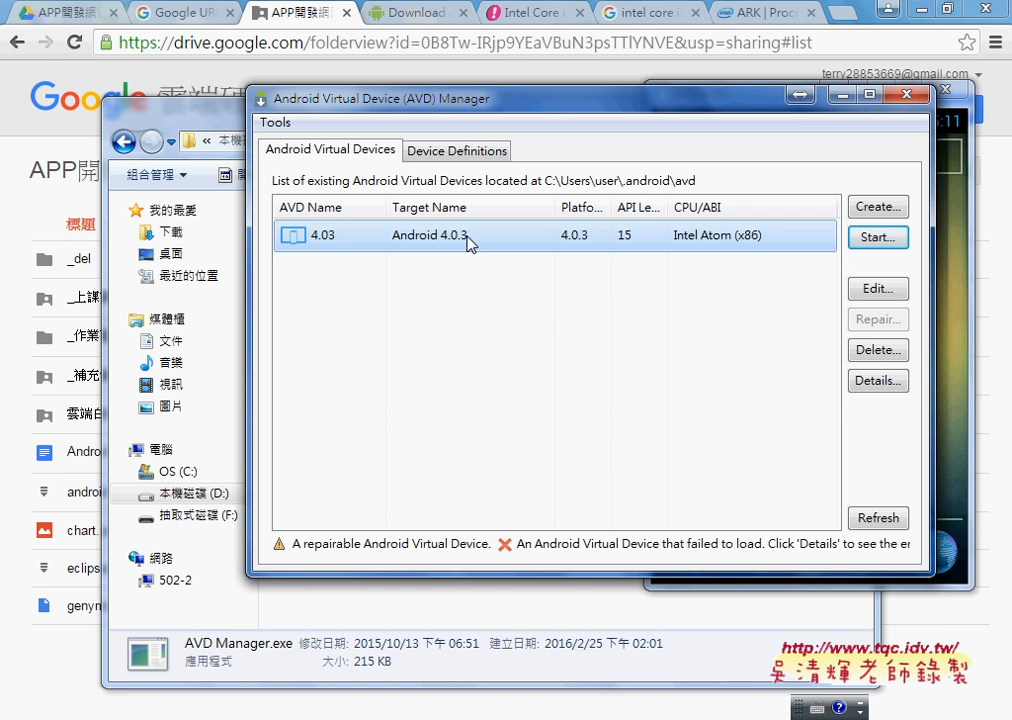 APP開發網
Google UR
APP開發網
Download
Intel Core i
intel core
ARK | Proc
https://drive.google.com/folderview?id=0B8Tw-IRjp9YEaVBuN3psTTlYNVE&usp=sharing#list
terry28853669@gmail.com
Google 雲端硬
APP開
標題
_del
_上課
_作業
_補充
雲端白
Andro
androi
chart.
eclips
genym
« 本機
組合管理
開
我的最愛
下載
桌面
最近的位置
媒體櫃
文件
音樂
視訊
圖片
電腦
OS (C:)
本機磁碟 (D:)
抽取式磁碟 (F:)
網路
502-2
AVD Manager.exe 修改日期: 2015/10/13 下午 06:51 建立日期: 2016/2/25 下午 02:01
應用程式 大小: 215 KB
Android Virtual Device (AVD) Manager
Tools
Android Virtual Devices
Device Definitions
List of existing Android Virtual Devices located at C:\Users\user\.android\avd
AVD Name Target Name Platfo... API Le... CPU/ABI
4.03 Android 4.0.3 4.0.3 15 Intel Atom (x86)
Create...
Start...
Edit...
Repair...
Delete...
Details...
Refresh
A repairable Android Virtual Device. An Android Virtual Device that failed to load. Click 'Details' to see the er
:11
http://www.tqc.idv.tw/
吳清輝老師錄製